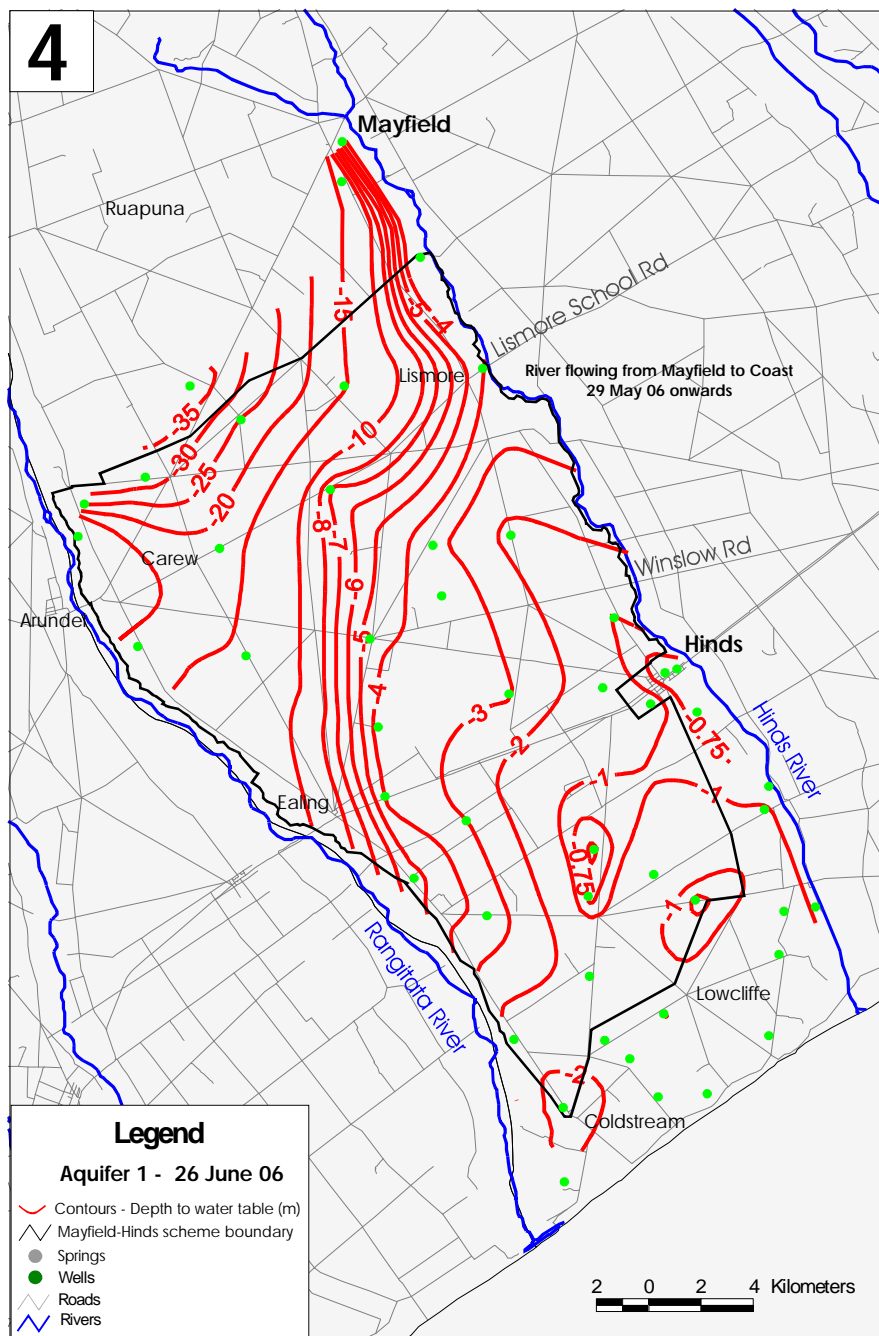 4
Mayfield
Ruapuna
Lismore School Rd
-15
-5
-4
Lismore
River flowing from Mayfield to Coast
29 May 06 onwards
-35
-10
-30
-25
-20
-8
-7
Carew
Winslow Rd
-6
Arunder
-5
Hinds
-4
-3
-2
-0.75
Hinds River
-1
-1
Ealing
-0.75
-1
Rangitata River
Lowcliffe
-2
Coldstream
Legend
Aquifer 1 - 26 June 06
Contours - Depth to water table (m)
Mayfield-Hinds scheme boundary
Springs
Wells
Roads
Rivers
2 0 2 4 Kilometers